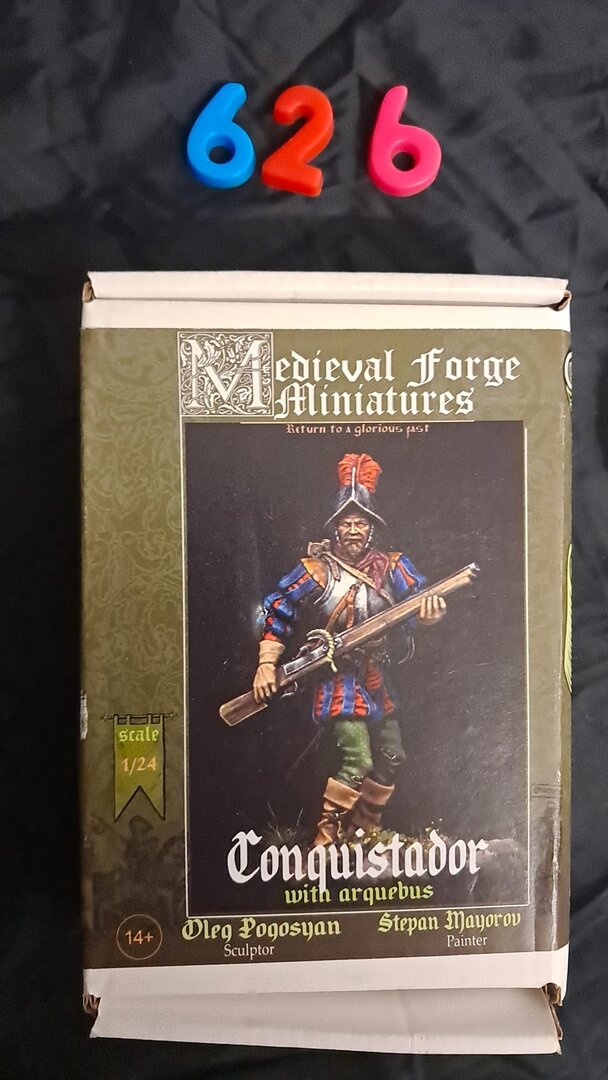 626
Medieval Forge
Miniatures
Return to a glorious past
scale
1/24
Conquistador
with arquebus
14+
Oleg Pogosyan
Sculptor
Stepan Mayorov
Painter